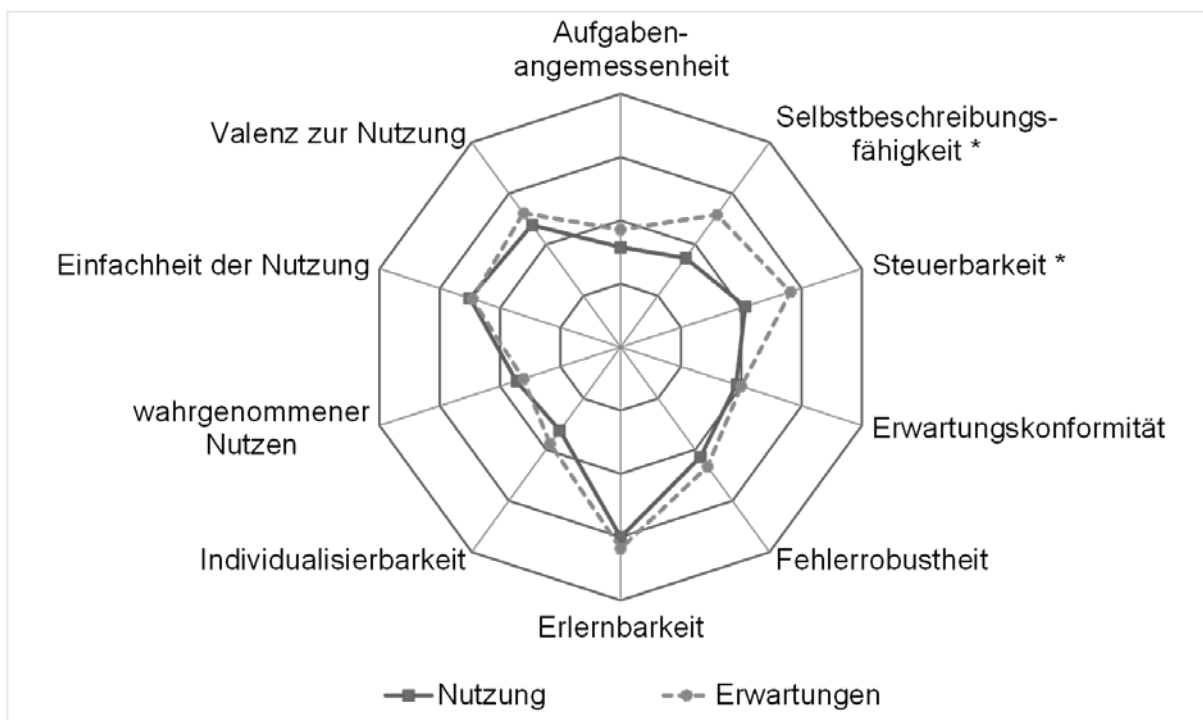 Aufgaben-
angemessenheit
Selbstbeschreibungs-
fähigkeit *
Valenz zur Nutzung
Einfachheit der Nutzung
Steuerbarkeit *
wahrgenommener
Nutzen
Erwartungskonformität
Individualisierbarkeit
Fehlerrobustheit
Erlernbarkeit
Nutzung
Erwartungen